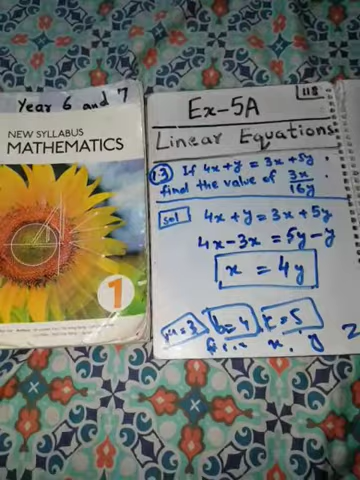 Year 6 and 7
NEW SYLLABUS
MATHEMATICS
1
118
Ex-5A
Linear Equations
13 If 4x+y = 3x+5y.
find the value of 3x/16y.
Sol 4x+y = 3x+5y
4x-3x = 5y-y
x = 4y
b=4, c=5
x, y
2